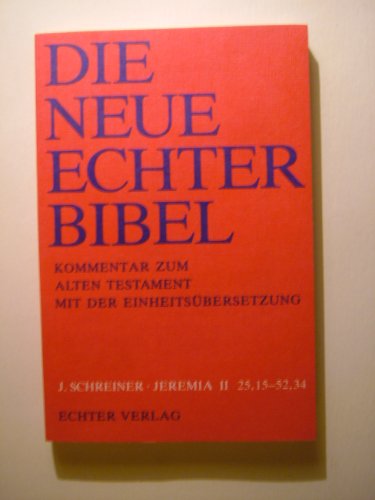 DIE
NEUE
ECHTER
BIBEL
KOMMENTAR ZUM
ALTEN TESTAMENT
MIT DER EINHEITSÜBERSETZUNG
J. SCHREINER · JEREMIA II 25,15–52,34
ECHTER VERLAG